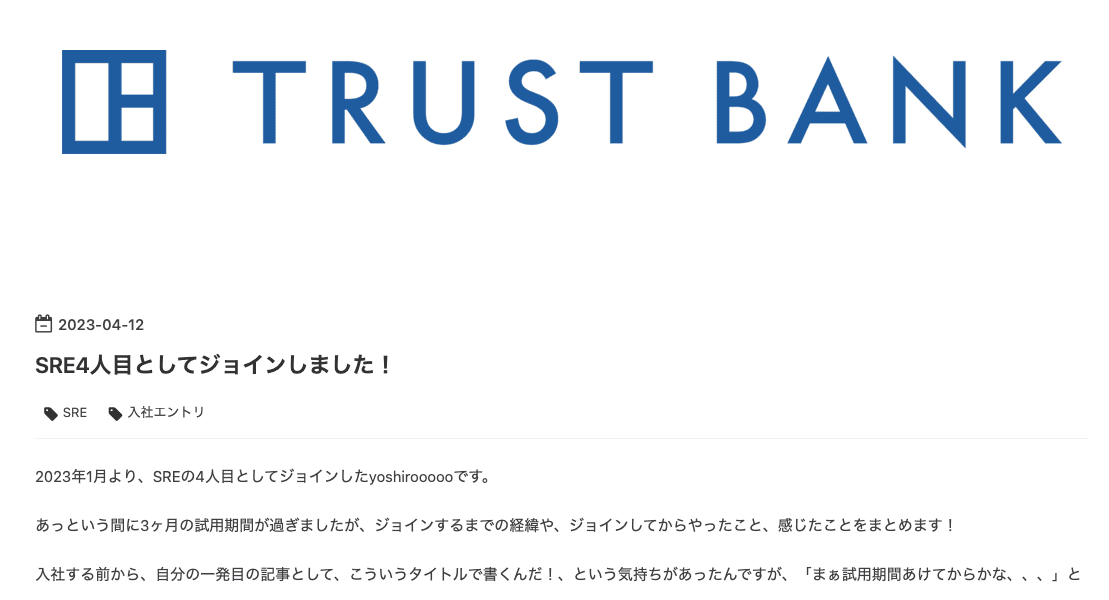 TRUST BANK
2023-04-12
SRE4人目としてジョインしました！
SRE 入社エントリ
2023年1月より、SREの4人目としてジョインしたyoshiroooooです。
あっという間に3ヶ月の試用期間が過ぎましたが、ジョインするまでの経緯や、ジョインしてからやったこと、感じたことをまとめます！
入社する前から、自分の一発目の記事として、こういうタイトルで書くんだ！、という気持ちがあったんですが、「まぁ試用期間あけてからかな、、、」と